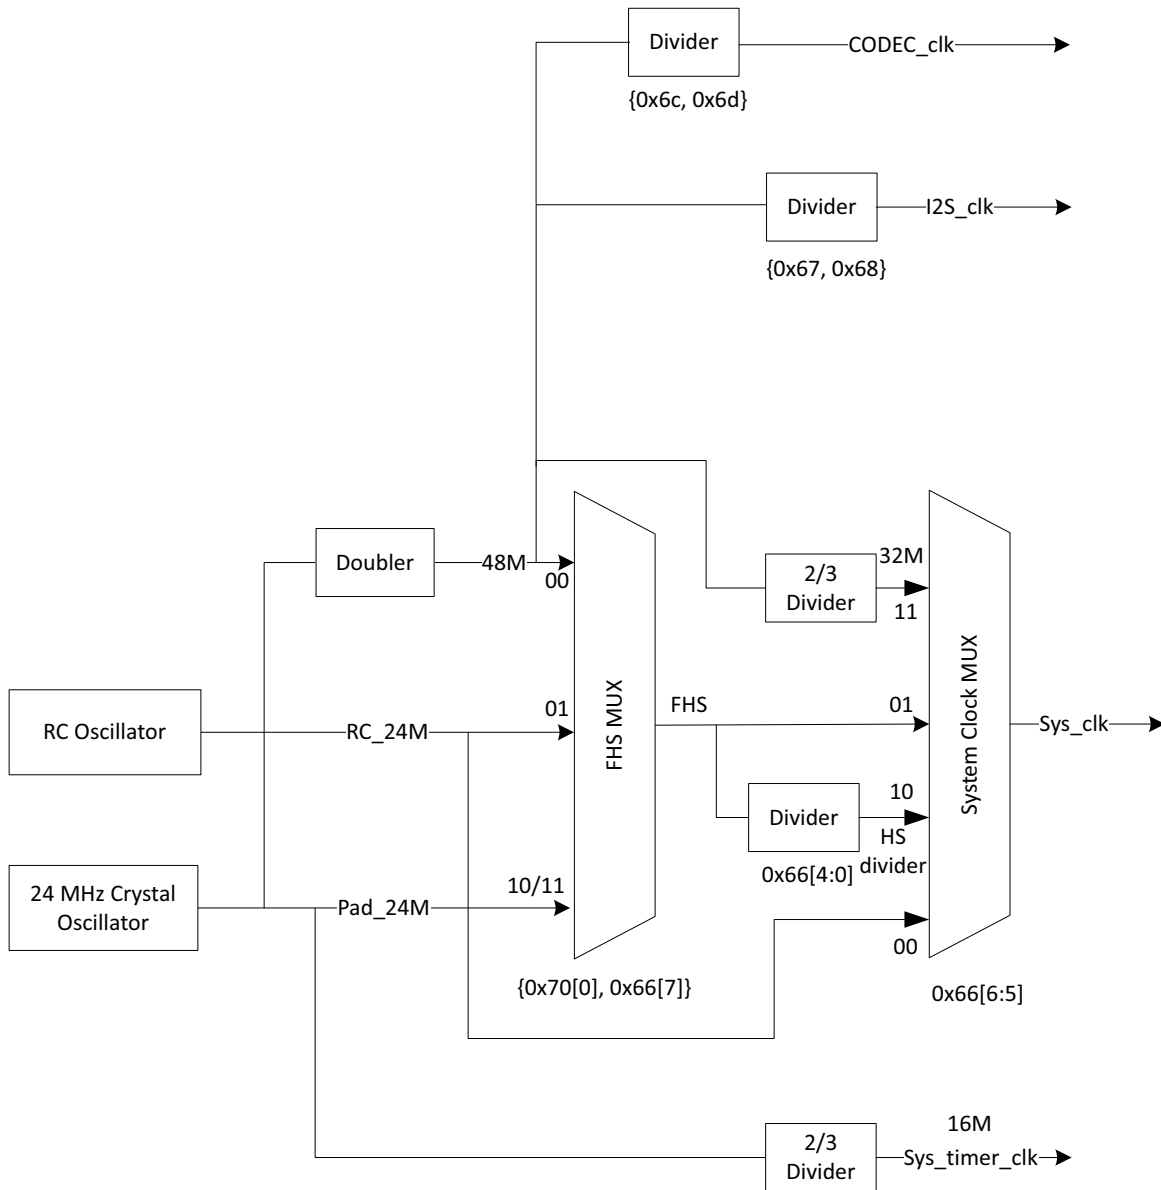 Divider
CODEC_clk
{0x6c, 0x6d}
Divider
I2S_clk
{0x67, 0x68}
Doubler
48M
00
2/3
Divider
32M
11
RC Oscillator
RC_24M
01
FHS MUX
FHS
01
System Clock MUX
Sys_clk
Divider
10
HS
divider
0x66[4:0]
24 MHz Crystal
Oscillator
Pad_24M
10/11
00
{0x70[0], 0x66[7]}
0x66[6:5]
2/3
Divider
16M
Sys_timer_clk